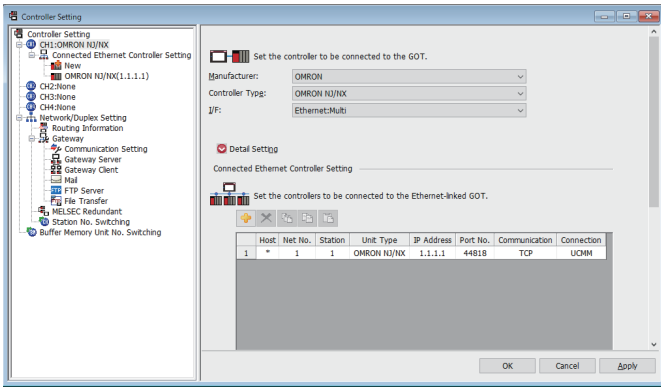 Controller Setting
Controller Setting
CH1:OMRON NJ/NX
Connected Ethernet Controller Setting
New
OMRON NJ/NX(1.1.1.1)
CH2:None
CH3:None
CH4:None
Network/Duplex Setting
Routing Information
Gateway
Communication Setting
Gateway Server
Gateway Client
Mail
FTP Server
File Transfer
MELSEC Redundant
Station No. Switching
Buffer Memory Unit No. Switching
Set the controller to be connected to the GOT.
Manufacturer: OMRON
Controller Type: OMRON NJ/NX
I/F: Ethernet:Multi
Detail Setting
Connected Ethernet Controller Setting
Set the controllers to be connected to the Ethernet-linked GOT.
Host Net No. Station Unit Type IP Address Port No. Communication Connection
1 * 1 1 OMRON NJ/NX 1.1.1.1 44818 TCP UCMM
OK Cancel Apply